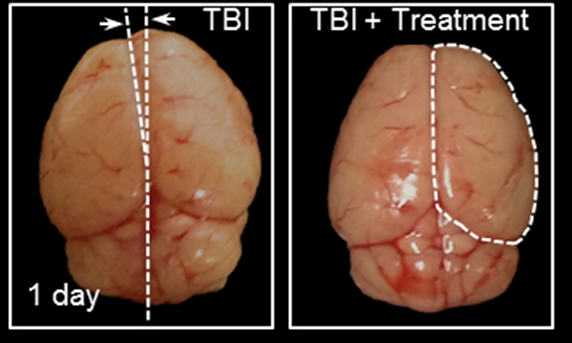 TBI
1 day
TBI + Treatment